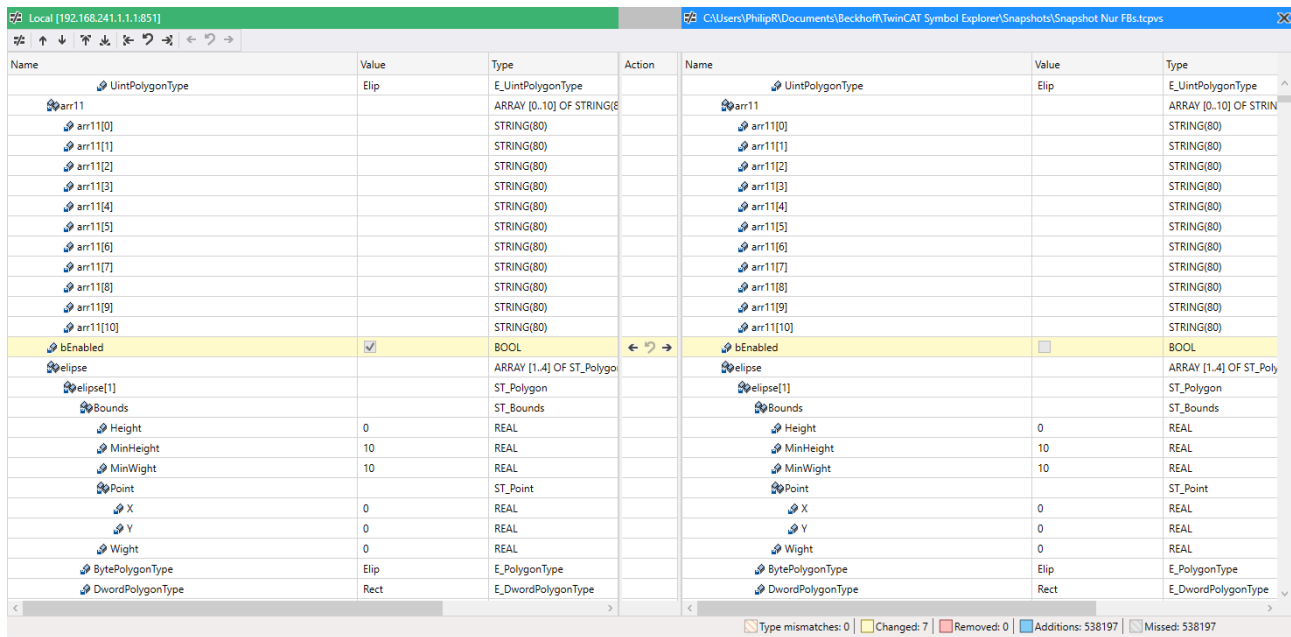 Local [192.168.241.1.1.1:851] C:\Users\PhilipR\Documents\Beckhoff\TwinCAT Symbol Explorer\Snapshots\Snapshot Nur FBs.tcpvs
Name Value Type Action Name Value Type
UintPolygonType Elip E_UintPolygonType UintPolygonType Elip E_UintPolygonType
arr11 ARRAY [0..10] OF STRING(8 arr11 ARRAY [0..10] OF STRIN
arr11[0] STRING(80) arr11[0] STRING(80)
arr11[1] STRING(80) arr11[1] STRING(80)
arr11[2] STRING(80) arr11[2] STRING(80)
arr11[3] STRING(80) arr11[3] STRING(80)
arr11[4] STRING(80) arr11[4] STRING(80)
arr11[5] STRING(80) arr11[5] STRING(80)
arr11[6] STRING(80) arr11[6] STRING(80)
arr11[7] STRING(80) arr11[7] STRING(80)
arr11[8] STRING(80) arr11[8] STRING(80)
arr11[9] STRING(80) arr11[9] STRING(80)
arr11[10] STRING(80) arr11[10] STRING(80)
bEnabled BOOL bEnabled BOOL
elipse ARRAY [1..4] OF ST_Polygo elipse ARRAY [1..4] OF ST_Poly
elipse[1] ST_Polygon elipse[1] ST_Polygon
Bounds ST_Bounds Bounds ST_Bounds
Height 0 REAL Height 0 REAL
MinHeight 10 REAL MinHeight 10 REAL
MinWight 10 REAL MinWight 10 REAL
Point ST_Point Point ST_Point
X 0 REAL X 0 REAL
Y 0 REAL Y 0 REAL
Wight 0 REAL Wight 0 REAL
BytePolygonType Elip E_PolygonType BytePolygonType Elip E_PolygonType
DwordPolygonType Rect E_DwordPolygonType DwordPolygonType Rect E_DwordPolygonType
Type mismatches: 0 Changed: 7 Removed: 0 Additions: 538197 Missed: 538197